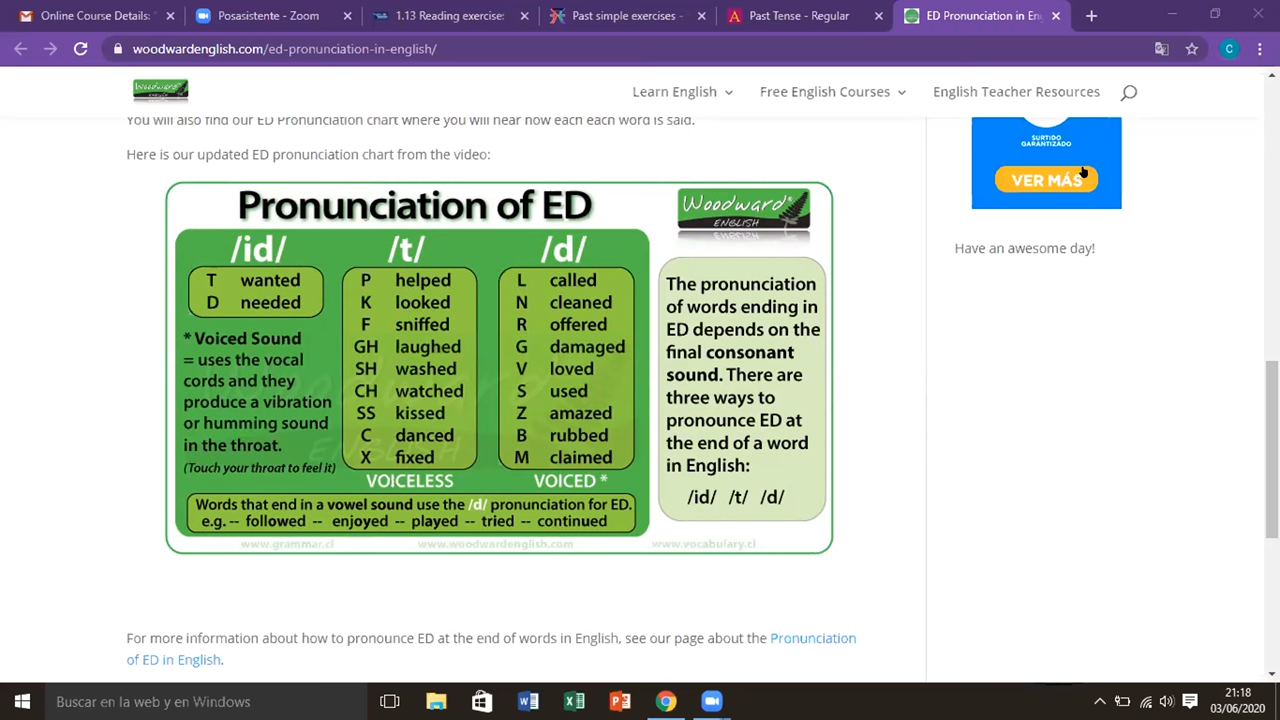 Online Course Details:
Posasistente - Zoom
1.13 Reading exercise:
Past simple exercises -
Past Tense - Regular
ED Pronunciation in En
woodwardenglish.com/ed-pronunciation-in-english/
C
Woodward
ENGLISH
Learn English
Free English Courses
English Teacher Resources
You will also find our ED Pronunciation chart where you will hear how each each word is said.
Here is our updated ED pronunciation chart from the video:
SURTIDO
GARANTIZADO
VER MÁS
Have an awesome day!
Pronunciation of ED
Woodward
ENGLISH
/id/ /t/ /d/
T wanted
D needed
* Voiced Sound
= uses the vocal
cords and they
produce a vibration
or humming sound
in the throat.
(Touch your throat to feel it)
P helped
K looked
F sniffed
GH laughed
SH washed
CH watched
SS kissed
C danced
X fixed
VOICELESS
L called
N cleaned
R offered
G damaged
V loved
S used
Z amazed
B rubbed
M claimed
VOICED *
Words that end in a vowel sound use the /d/ pronunciation for ED.
e.g. -- followed -- enjoyed -- played -- tried -- continued
The pronunciation
of words ending in
ED depends on the
final consonant
sound. There are
three ways to
pronounce ED at
the end of a word
in English:
/id/ /t/ /d/
www.grammar.cl www.woodwardenglish.com www.vocabulary.cl
For more information about how to pronounce ED at the end of words in English, see our page about the Pronunciation
of ED in English.
Buscar en la web y en Windows
21:18
03/06/2020